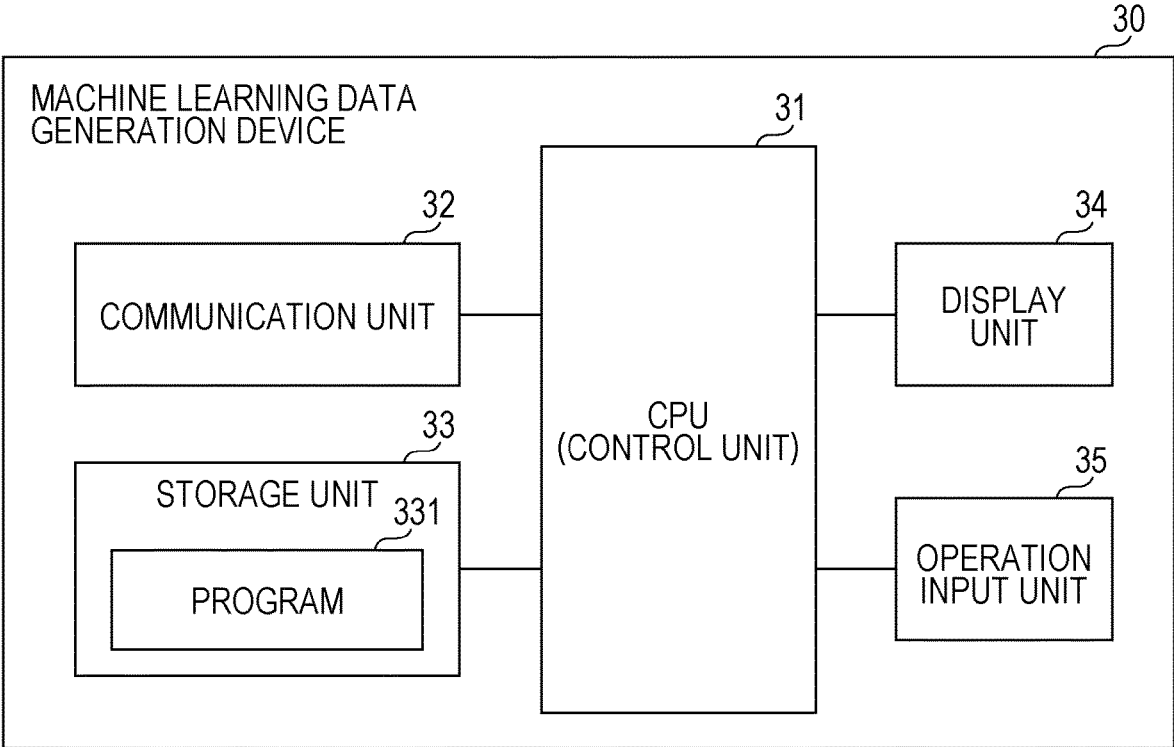 30
MACHINE LEARNING DATA
GENERATION DEVICE
31
32
COMMUNICATION UNIT
33
STORAGE UNIT
331
PROGRAM
CPU
(CONTROL UNIT)
34
DISPLAY
UNIT
35
OPERATION
INPUT UNIT